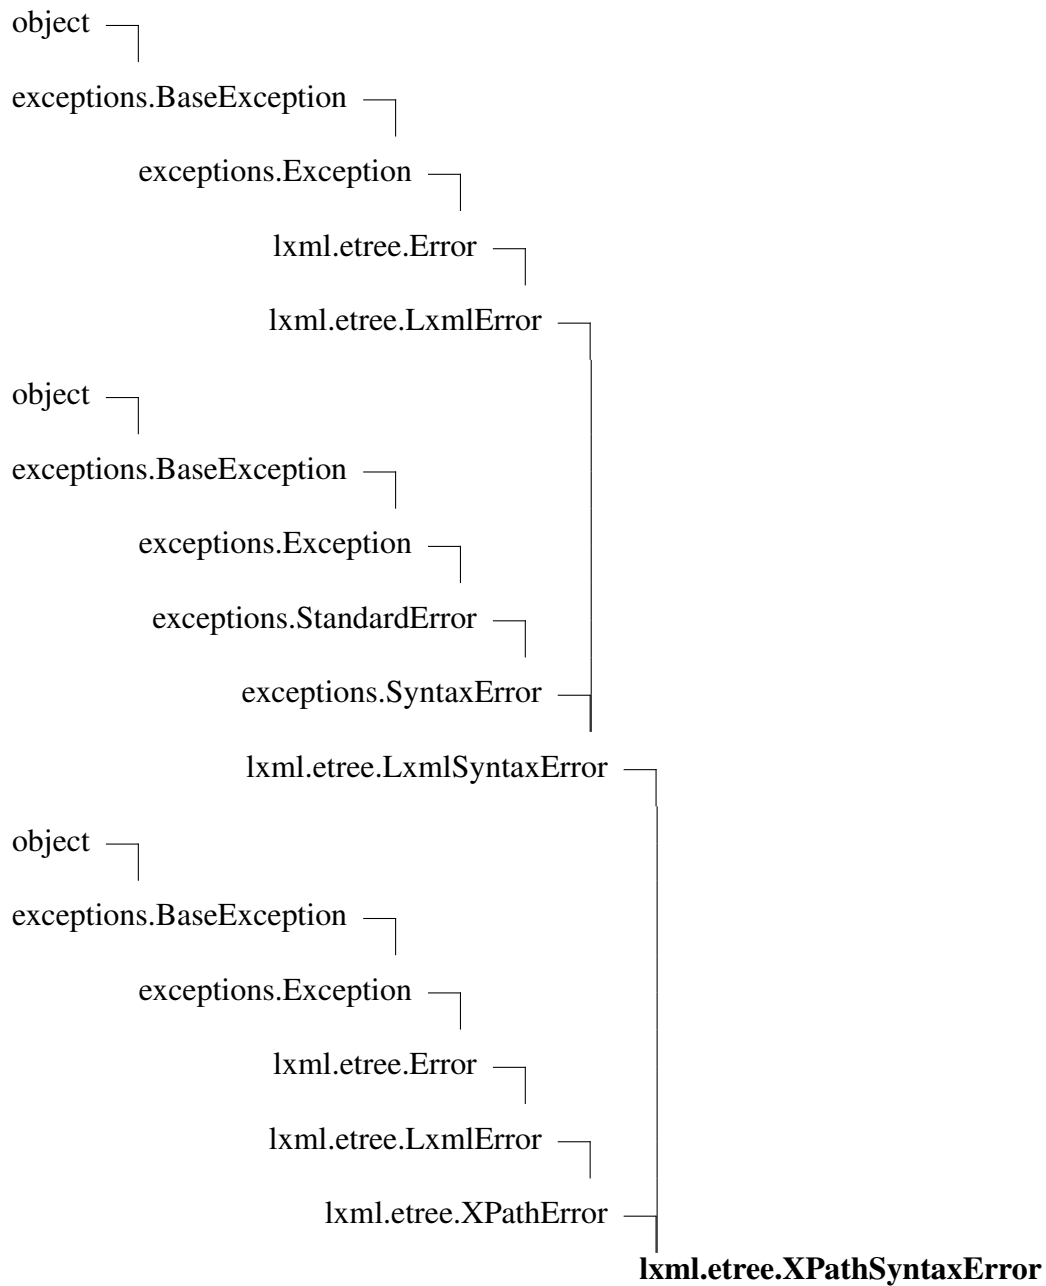 object
exceptions.BaseException
exceptions.Exception
lxml.etree.Error
lxml.etree.LxmlError
object
exceptions.BaseException
exceptions.Exception
exceptions.StandardError
exceptions.SyntaxError
lxml.etree.LxmlSyntaxError
object
exceptions.BaseException
exceptions.Exception
lxml.etree.Error
lxml.etree.LxmlError
lxml.etree.XPathError
lxml.etree.XPathSyntaxError